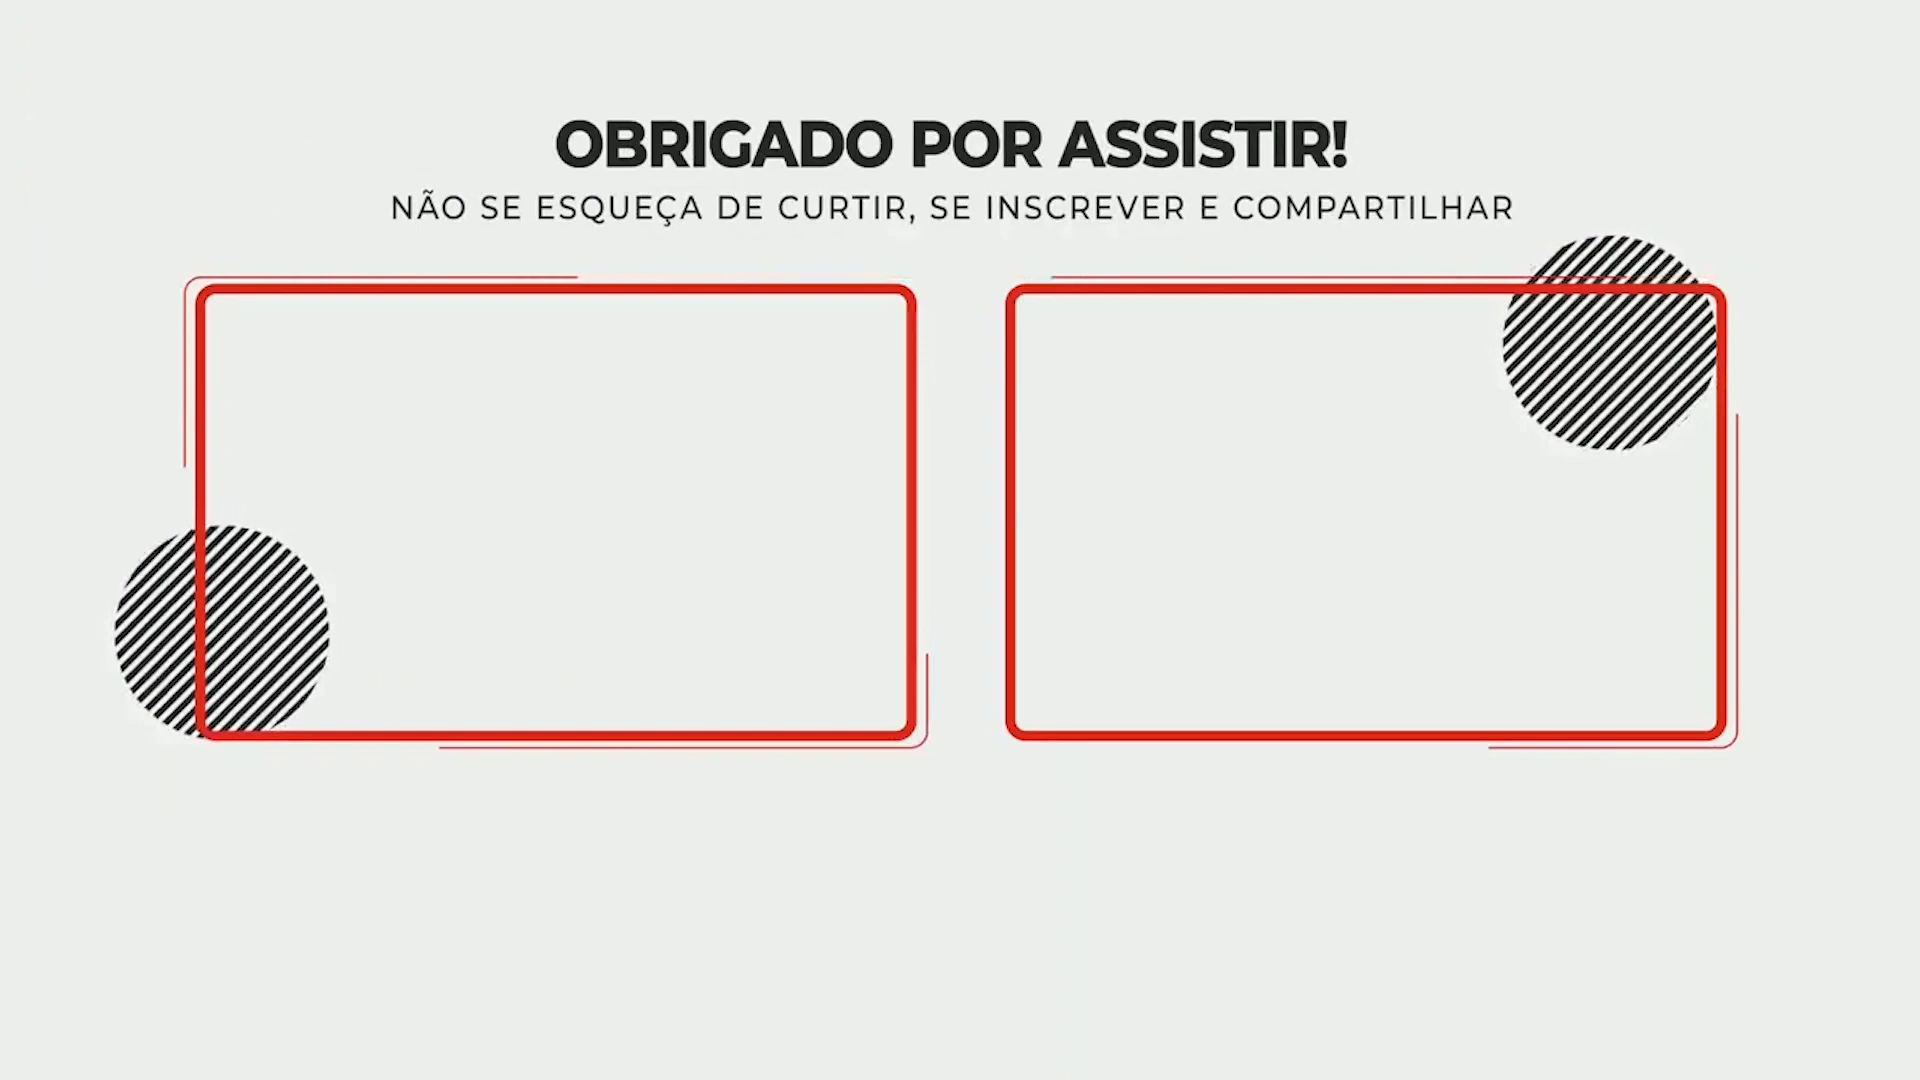 OBRIGADO POR ASSISTIR!
NÃO SE ESQUEÇA DE CURTIR, SE INSCREVER E COMPARTILHAR